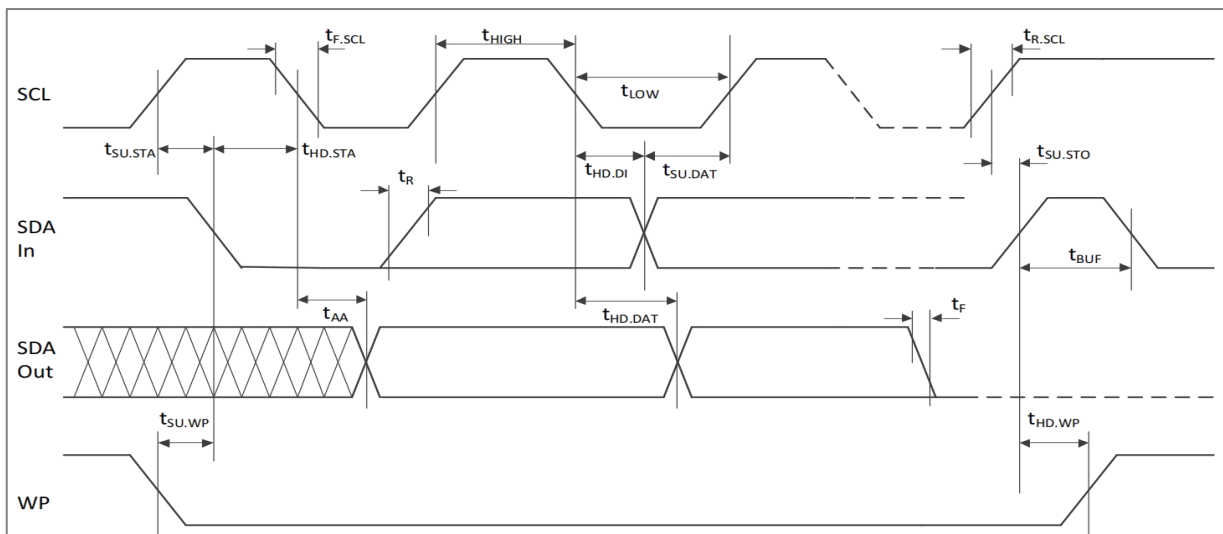 tF.SCL
tHIGH
tR.SCL
SCL
tLOW
tSU.STA
tHD.STA
tHD.DI
tSU.DAT
tSU.STO
tR
SDA
In
tBUF
tAA
tHD.DAT
tF
SDA
Out
tSU.WP
tHD.WP
WP